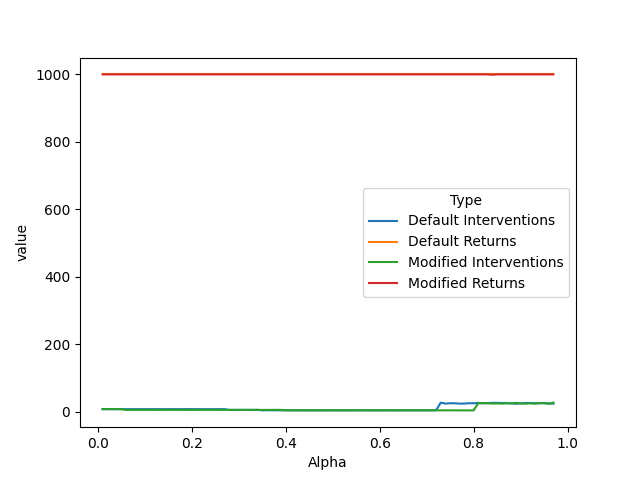 1000
800
600
400
200
0
value
Type
Default Interventions
Default Returns
Modified Interventions
Modified Returns
0.0 0.2 0.4 0.6 0.8 1.0
Alpha